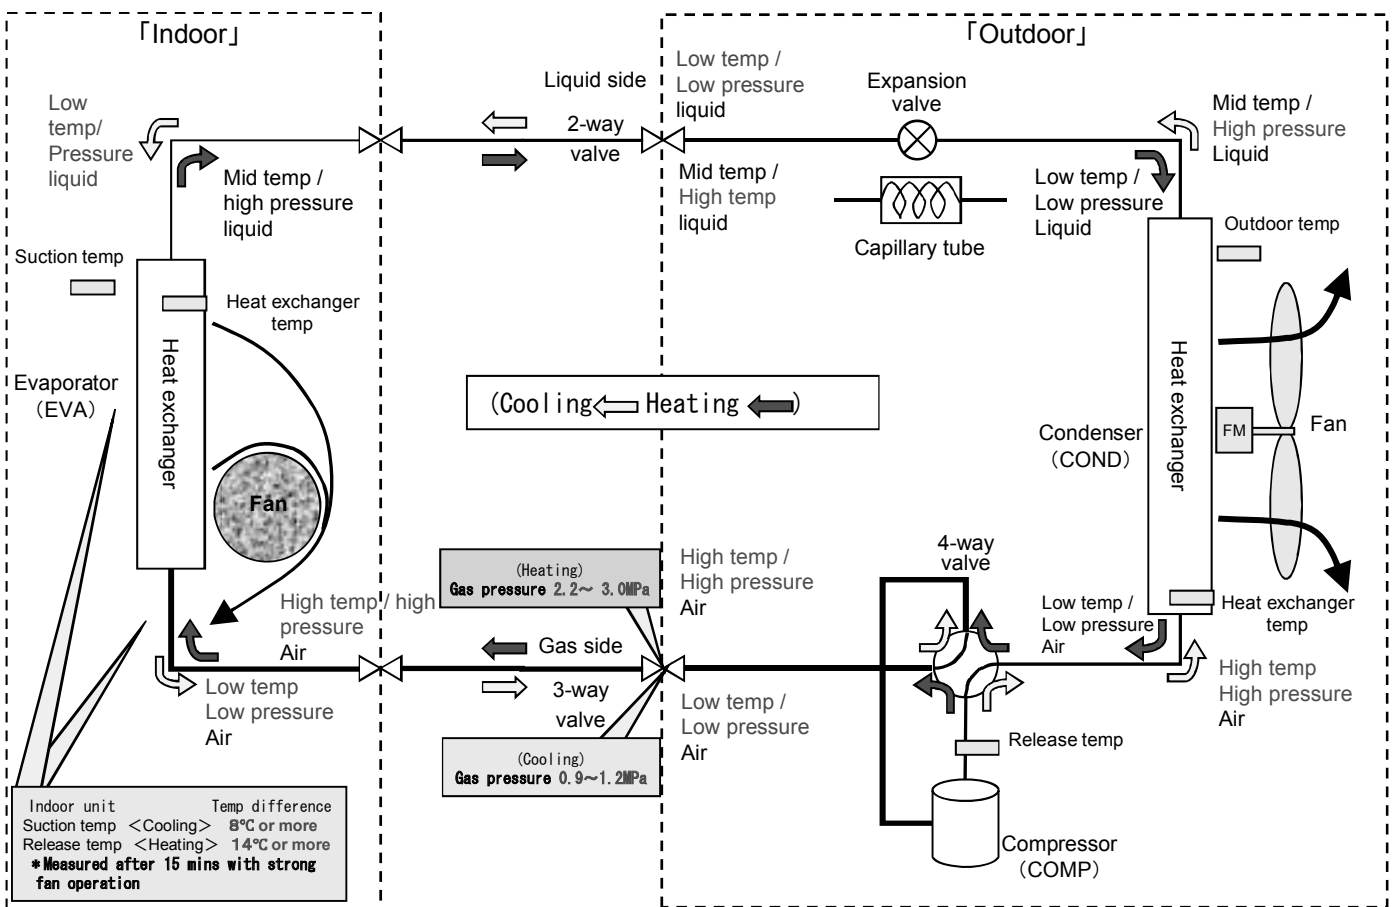 「Indoor」
「Outdoor」
Low
temp/
Pressure
liquid
Mid temp /
high pressure
liquid
Liquid side
2-way
valve
Low temp /
Low pressure
liquid
Mid temp /
High temp
liquid
Expansion
valve
Capillary tube
Mid temp /
High pressure
Liquid
Low temp /
Low pressure
Liquid
Suction temp
Heat exchanger
temp
Heat exchanger
Evaporator
（EVA）
Fan
(Cooling Heating )
Outdoor temp
Heat exchanger
Condenser
（COND）
FM
Fan
Heat exchanger
temp
High temp / high
pressure
Air
Low temp
Low pressure
Air
(Heating)
Gas pressure 2.2～ 3.0MPa
Gas side
3-way
valve
(Cooling)
Gas pressure 0.9～1.2MPa
High temp /
High pressure
Air
Low temp /
Low pressure
Air
4-way
valve
Low temp /
Low pressure
Air
High temp
High pressure
Air
Release temp
Compressor
（COMP）
Indoor unit Temp difference
Suction temp ＜Cooling＞ 8℃ or more
Release temp ＜Heating＞ 14℃ or more
＊Measured after 15 mins with strong
fan operation